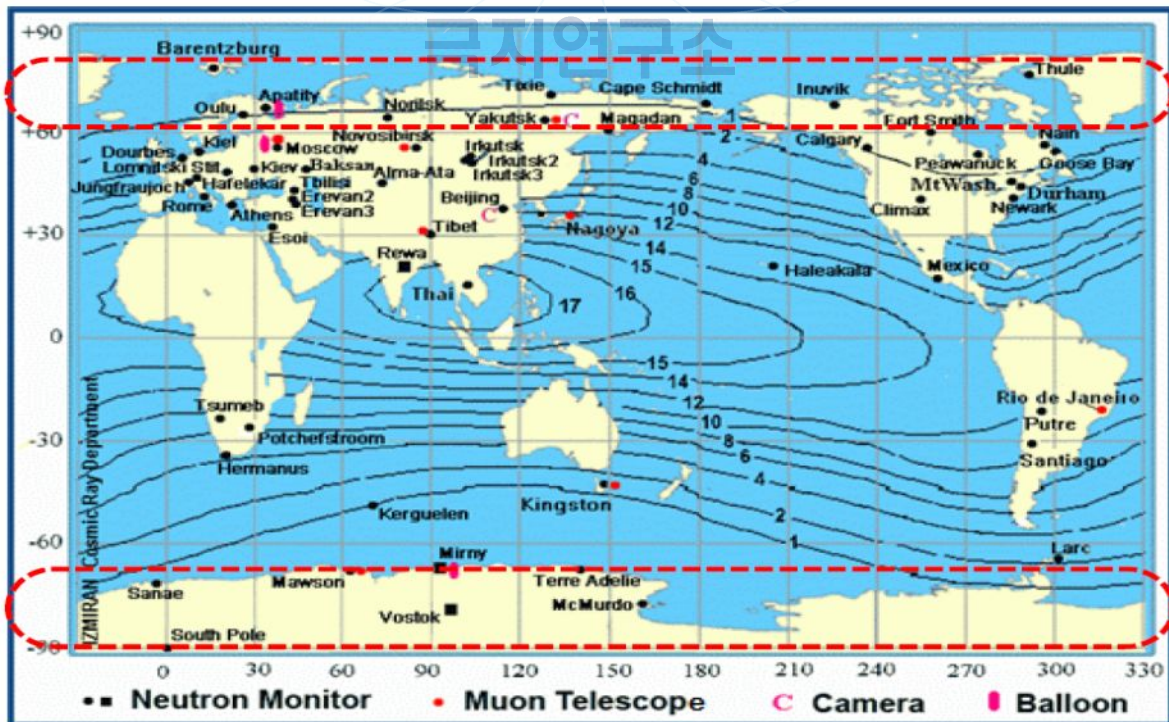 극지연구소
+90
Barentzburg
Thule
Tixie
Cape Schmidt
Inuvik
Apatity
Norilsk
Oulu
Yakutsk
C
Magadan
1
Fort Smith
+60
Kiel
Moscow
Novosibirsk
Irkutsk
2
Calgary
Nain
Dourbes
Irkutsk2
Peawanuck
Goose Bay
Lomnitski Stit
Kiev
Baksan
Irkutsk3
4
Jungfraujoch
Hafelekar
Tbilisi
Alma-Ata
6
MtWash.
Durham
Rome
Erevan2
Beijing
8
Climax
Newark
Athens
Erevan3
C
10
+30
Esoi
Tibet
Nagoya
12
Rewa
14
Haleakala
Mexico
Thai
15
17
16
0
15
14
Tsumeb
12
Rio de Janeiro
-30
Potchefstroom
10
Putre
Hermanus
8
6
Santiago
Kingston
4
Kerguelen
2
-60
1
Larc
Mirny
Sanae
Mawson
Terre Adelie
Vostok
McMurdo
South Pole
-90
IZMIRAN Cosmic Ray Department
0 30 60 90 120 150 180 210 240 270 300 330
Neutron Monitor Muon Telescope C Camera Balloon